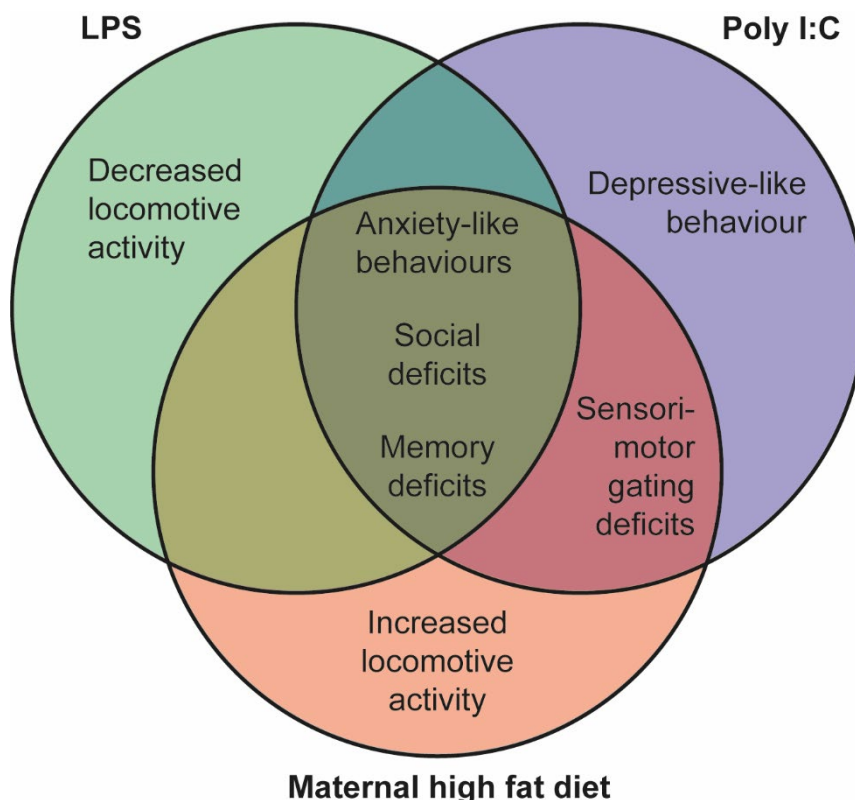 LPS
Poly I:C
Decreased
locomotive
activity
Depressive-like
behaviour
Anxiety-like
behaviours
Social
deficits
Memory
deficits
Sensori-
motor
gating
deficits
Increased
locomotive
activity
Maternal high fat diet